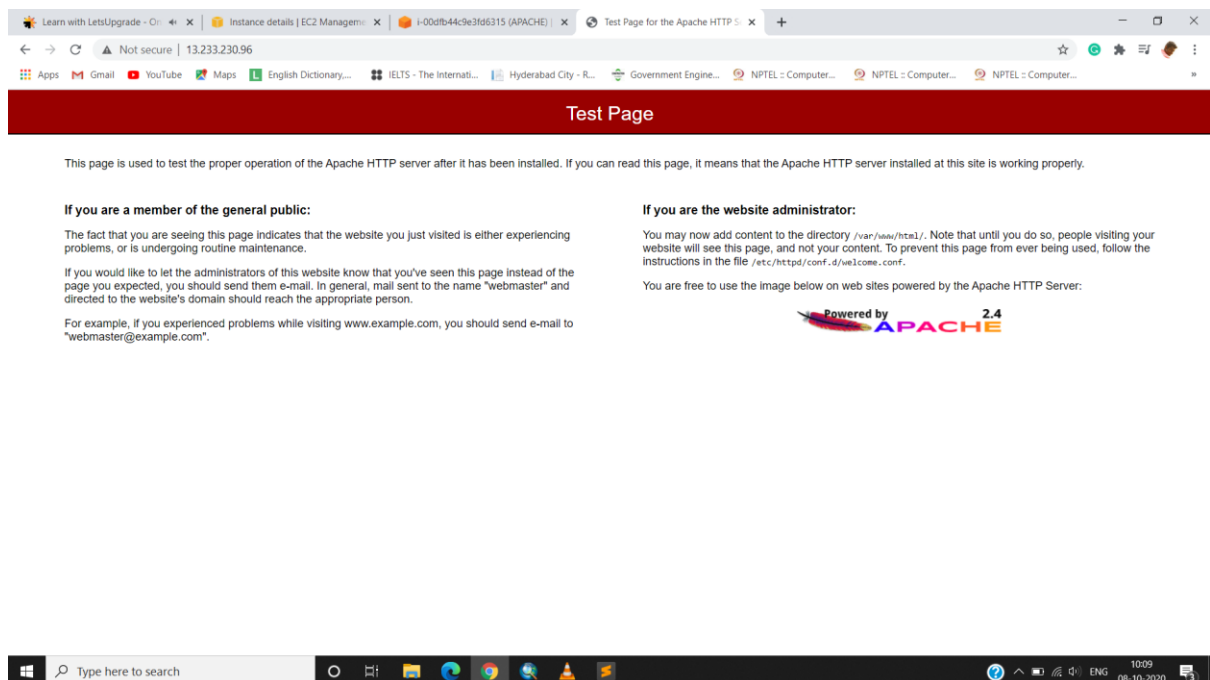 Learn with LetsUpgrade - On
Instance details | EC2 Manageme
i-00dfb44c9e3fd6315 (APACHE) |
Test Page for the Apache HTTP S
Not secure | 13.233.230.96
Apps
Gmail
YouTube
Maps
English Dictionary,...
IELTS - The Internati...
Hyderabad City - R...
Government Engine...
NPTEL :: Computer...
NPTEL :: Computer...
NPTEL :: Computer...
Test Page
This page is used to test the proper operation of the Apache HTTP server after it has been installed. If you can read this page, it means that the Apache HTTP server installed at this site is working properly.
If you are a member of the general public:
The fact that you are seeing this page indicates that the website you just visited is either experiencing
problems, or is undergoing routine maintenance.
If you would like to let the administrators of this website know that you've seen this page instead of the
page you expected, you should send them e-mail. In general, mail sent to the name "webmaster" and
directed to the website's domain should reach the appropriate person.
For example, if you experienced problems while visiting www.example.com, you should send e-mail to
"webmaster@example.com".
If you are the website administrator:
You may now add content to the directory /var/www/html/. Note that until you do so, people visiting your
website will see this page, and not your content. To prevent this page from ever being used, follow the
instructions in the file /etc/httpd/conf.d/welcome.conf.
You are free to use the image below on web sites powered by the Apache HTTP Server:
Powered by 2.4
APACHE
Type here to search
ENG
10:09
08-10-2020
3